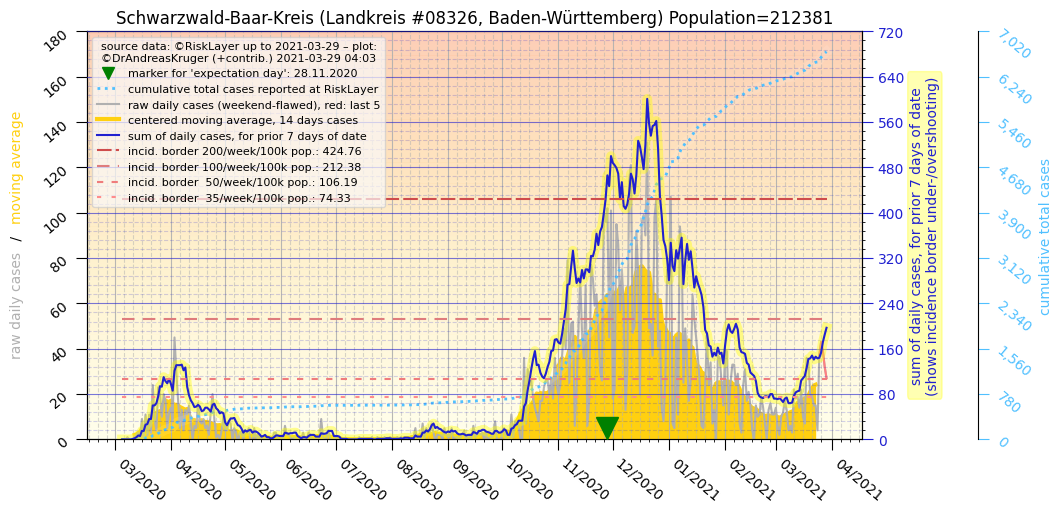 Schwarzwald-Baar-Kreis (Landkreis #08326, Baden-Württemberg) Population=212381
source data: ©RiskLayer up to 2021-03-29 – plot:
©DrAndreasKruger (+contrib.) 2021-03-29 04:03
marker for 'expectation day': 28.11.2020
cumulative total cases reported at RiskLayer
raw daily cases (weekend-flawed), red: last 5
centered moving average, 14 days cases
sum of daily cases, for prior 7 days of date
incid. border 200/week/100k pop.: 424.76
incid. border 100/week/100k pop.: 212.38
incid. border  50/week/100k pop.: 106.19
incid. border  35/week/100k pop.: 74.33
raw daily cases  /  moving average
180
160
140
120
100
80
60
40
20
0
03/2020
04/2020
05/2020
06/2020
07/2020
08/2020
09/2020
10/2020
11/2020
12/2020
01/2021
02/2021
03/2021
04/2021
720
640
560
480
400
320
240
160
80
0
sum of daily cases, for prior 7 days of date
(shows incidence border under-/overshooting)
7,020
6,240
5,460
4,680
3,900
3,120
2,340
1,560
780
0
cumulative total cases